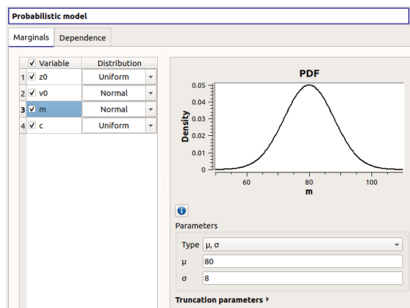 Probabilistic model
Marginals Dependence
Variable Distribution
1 z0 Uniform
2 v0 Normal
3 m Normal
4 c Uniform
PDF
Density
0.05
0.04
0.03
0.02
0.01
0
60 80 100
m
Parameters
Type μ, σ
μ 80
σ 8
Truncation parameters